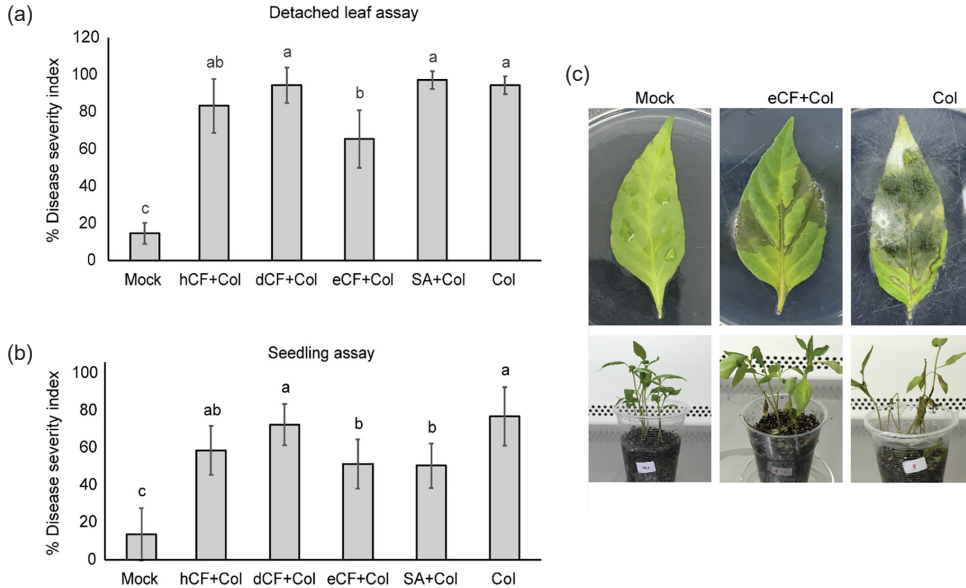 (a)
Detached leaf assay
% Disease severity index
120
100
80
60
40
20
0
c
ab
a
b
a
a
Mock
hCF+Col
dCF+Col
eCF+Col
SA+Col
Col
(b)
Seedling assay
% Disease severity index
100
80
60
40
20
0
c
ab
a
b
b
a
Mock
hCF+Col
dCF+Col
eCF+Col
SA+Col
Col
(c)
Mock
eCF+Col
Col